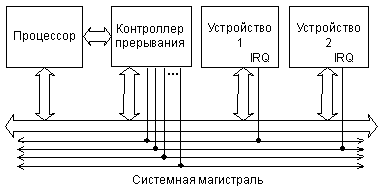 Процессор
Контроллер
прерывания
...
Устройство
1
IRQ
Устройство
2
IRQ
Системная магистраль